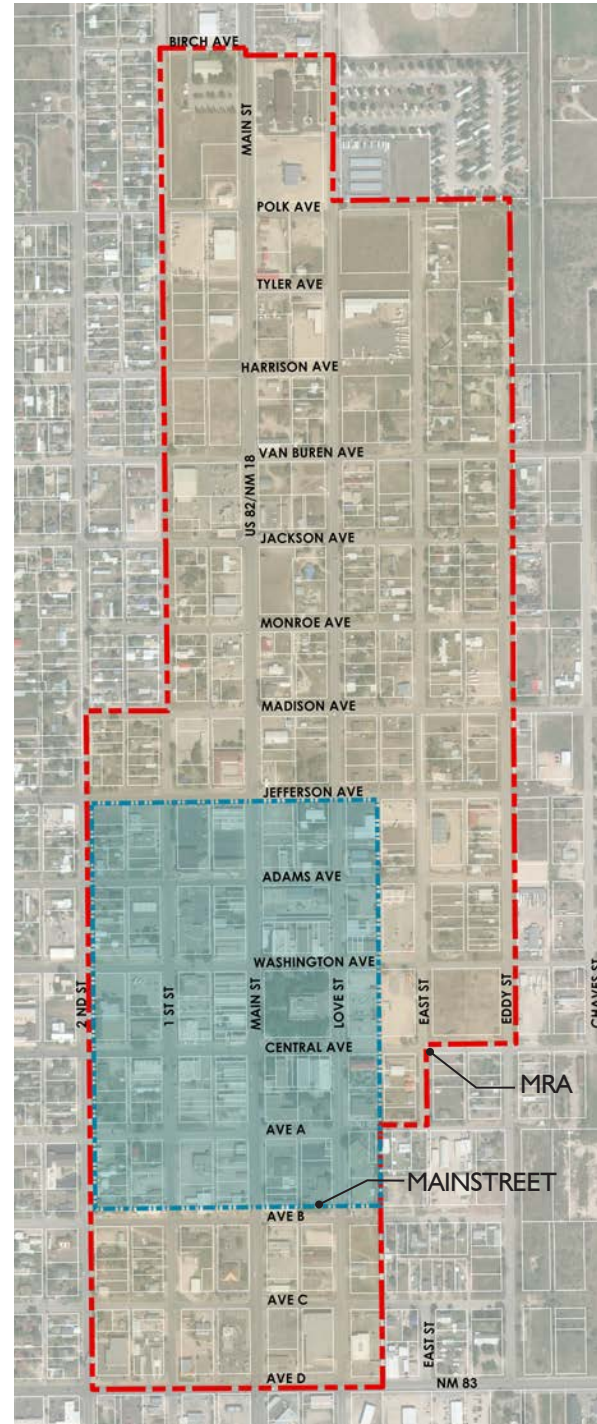 BIRCH AVE
MAIN ST
POLK AVE
TYLER AVE
HARRISON AVE
VAN BUREN AVE
US 82/NM 18
JACKSON AVE
MONROE AVE
MADISON AVE
JEFFERSON AVE
ADAMS AVE
WASHINGTON AVE
2 ND ST
1 ST ST
MAIN ST
LOVE ST
EAST ST
EDDY ST
CHAVES ST
CENTRAL AVE
MRA
AVE A
MAINSTREET
AVE B
AVE C
EAST ST
AVE D
NM 83